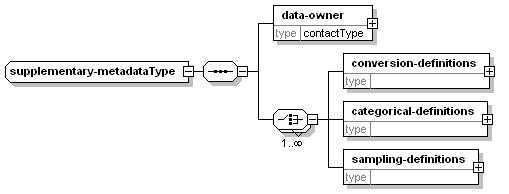 data-owner
type contactType
supplementary-metadataType
conversion-definitions
type
categorical-definitions
type
1..∞
sampling-definitions
type